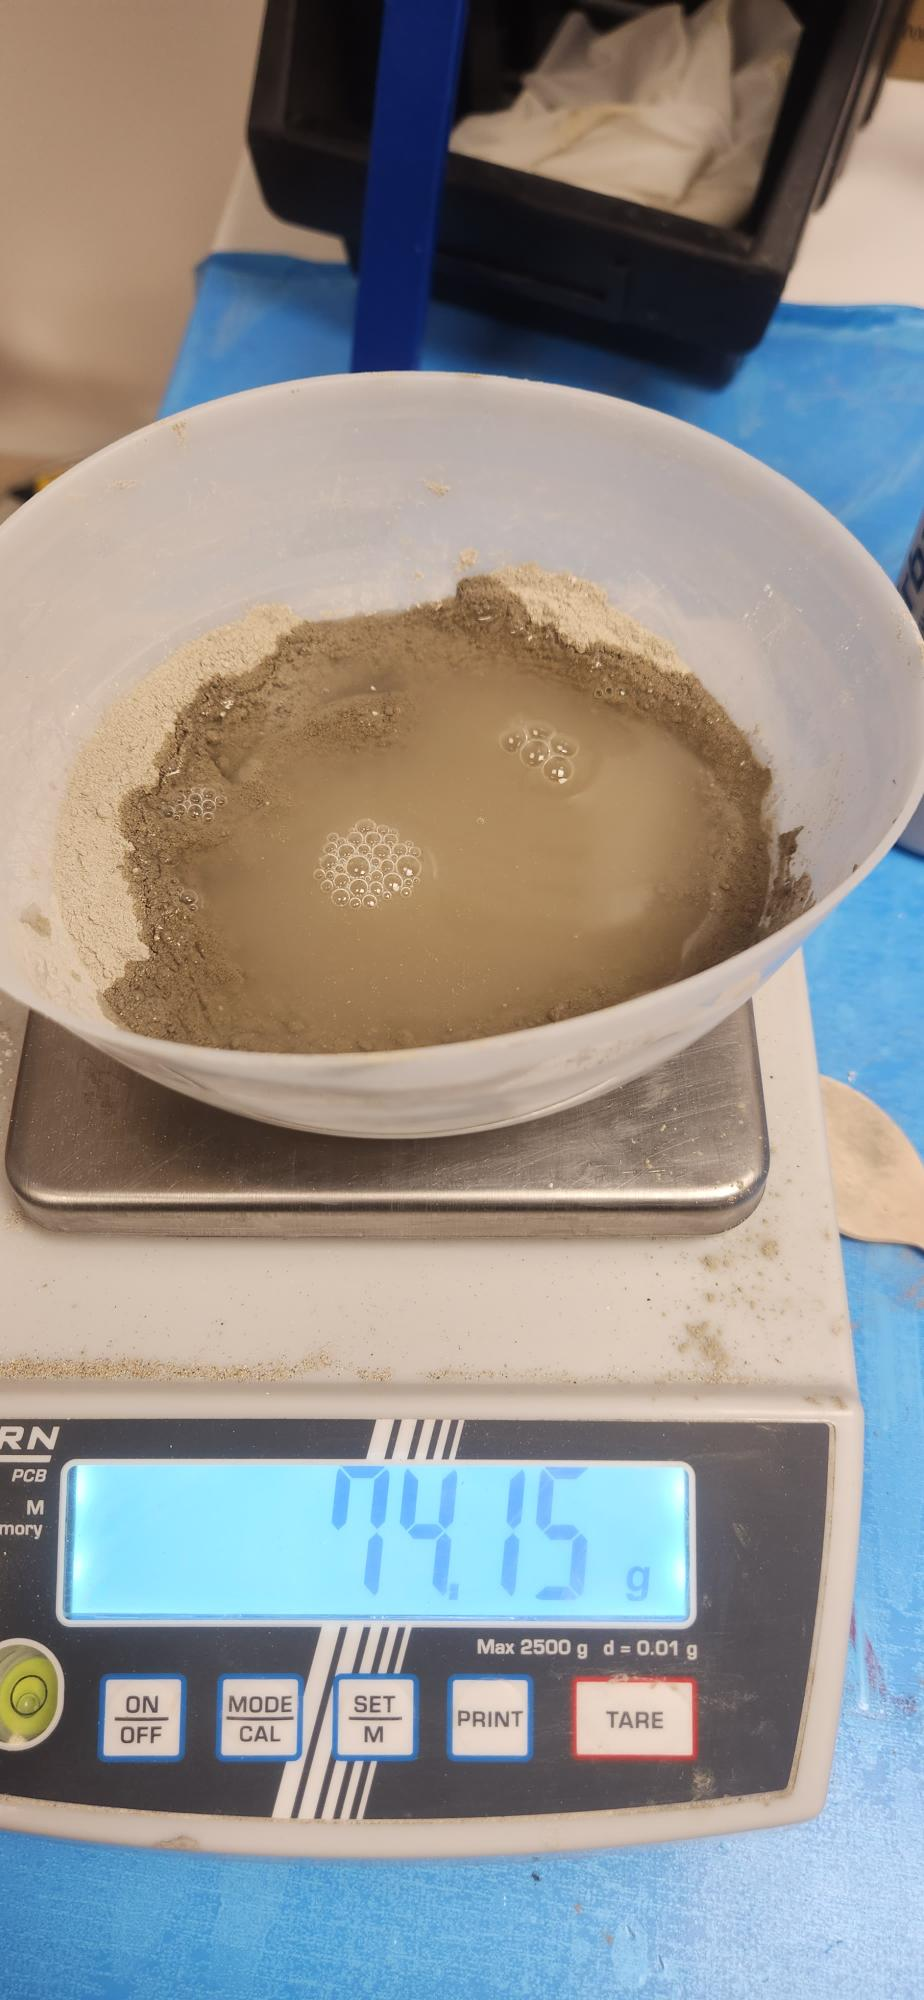 RN
PCB
M
mory
74.15 g
Max 2500 g d = 0.01 g
ON
OFF
MODE
CAL
SET
M
PRINT
TARE